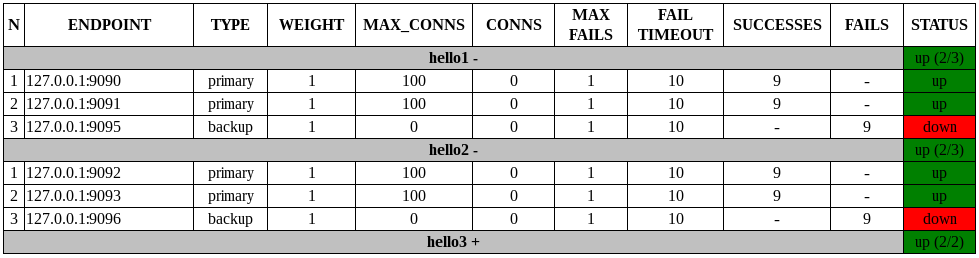 N ENDPOINT TYPE WEIGHT MAX_CONNS CONNS MAX FAILS FAIL TIMEOUT SUCCESSES FAILS STATUS
hello1 - up (2/3)
1 127.0.0.1:9090 primary 1 100 0 1 10 9 - up
2 127.0.0.1:9091 primary 1 100 0 1 10 9 - up
3 127.0.0.1:9095 backup 1 0 0 1 10 - 9 down
hello2 - up (2/3)
1 127.0.0.1:9092 primary 1 100 0 1 10 9 - up
2 127.0.0.1:9093 primary 1 100 0 1 10 9 - up
3 127.0.0.1:9096 backup 1 0 0 1 10 - 9 down
hello3 + up (2/2)